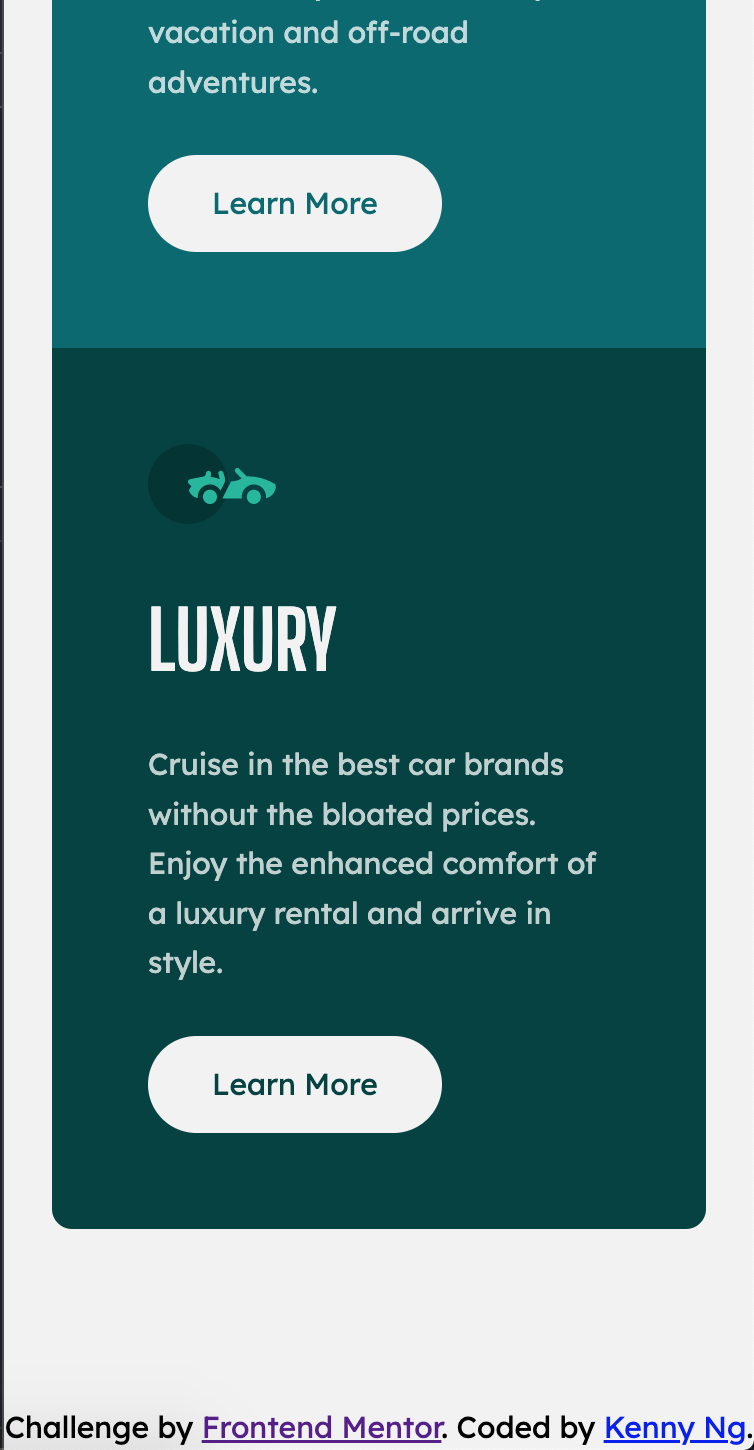 vacation and off-road
adventures.
Learn More
LUXURY
Cruise in the best car brands
without the bloated prices.
Enjoy the enhanced comfort of
a luxury rental and arrive in
style.
Learn More
Challenge by Frontend Mentor. Coded by Kenny Ng.